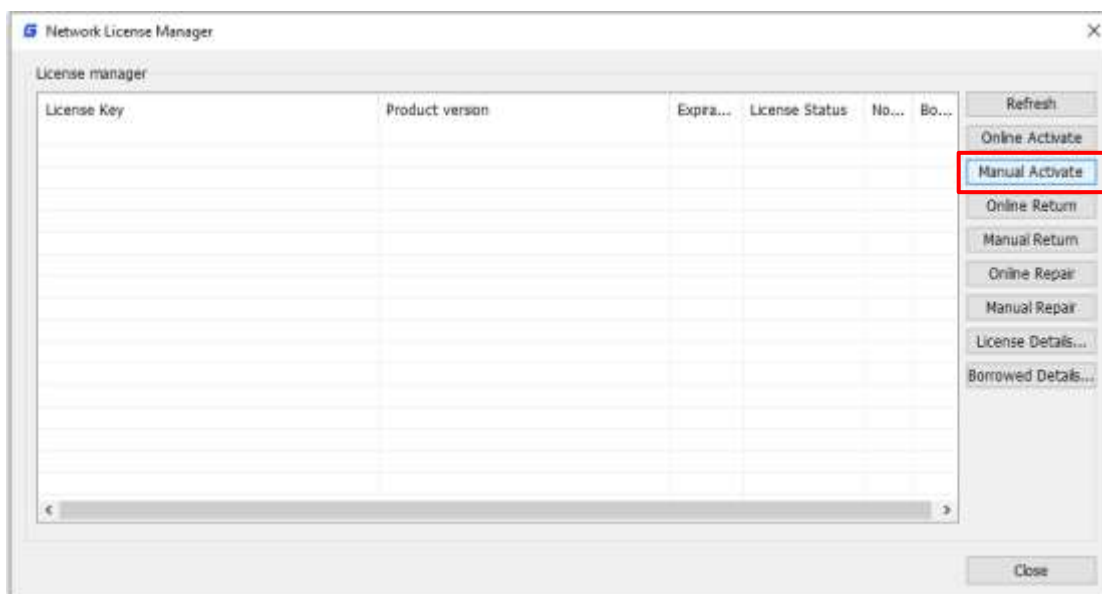 Network License Manager
License manager
License Key Product version Expira... License Status No... Bo...
Refresh
Online Activate
Manual Activate
Online Return
Manual Return
Online Repair
Manual Repair
License Details...
Borrowed Details...
Close